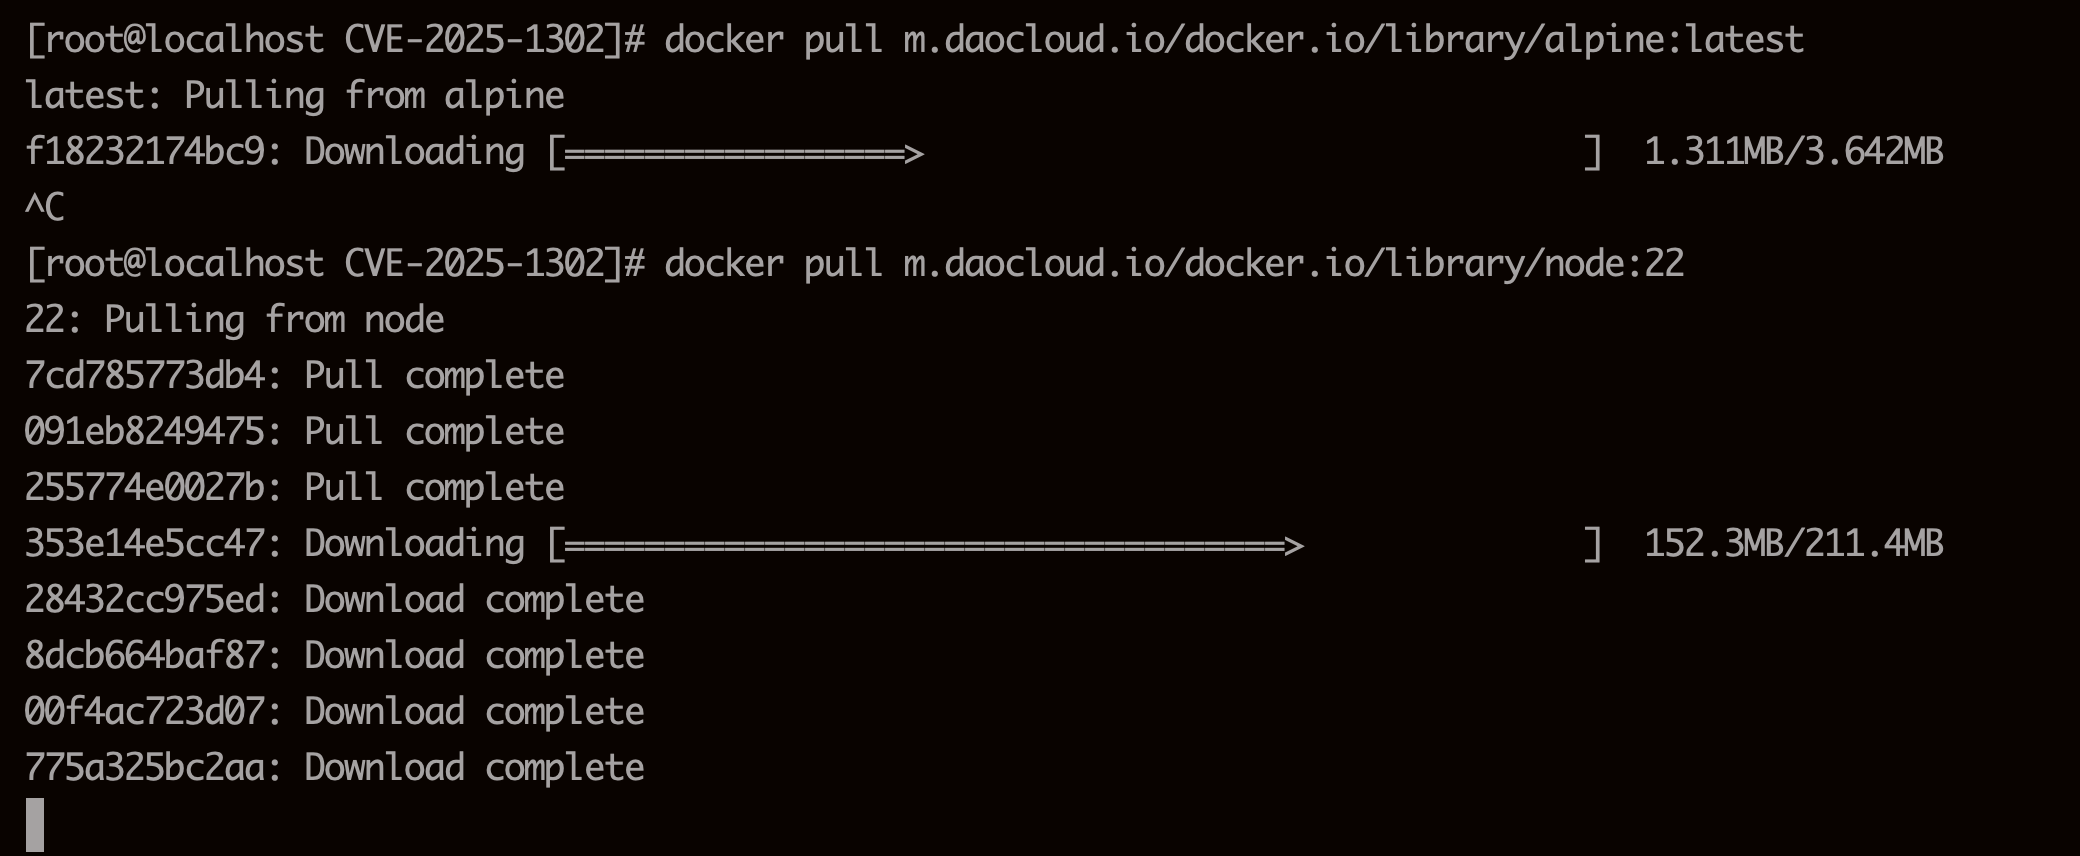 [root@localhost CVE-2025-1302]# docker pull m.daocloud.io/docker.io/library/alpine:latest
latest: Pulling from alpine
f18232174bc9: Downloading [=================>                                 ]  1.311MB/3.642MB
^C
[root@localhost CVE-2025-1302]# docker pull m.daocloud.io/docker.io/library/node:22
22: Pulling from node
7cd785773db4: Pull complete
091eb8249475: Pull complete
255774e0027b: Pull complete
353e14e5cc47: Downloading [====================================>              ]  152.3MB/211.4MB
28432cc975ed: Download complete
8dcb664baf87: Download complete
00f4ac723d07: Download complete
775a325bc2aa: Download complete